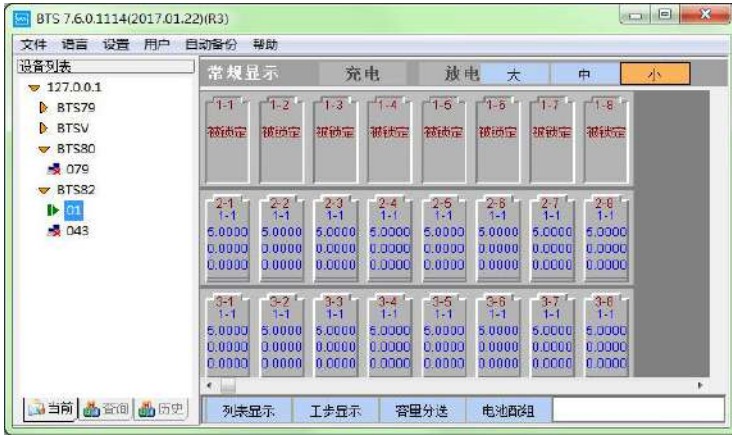 BTS 7.6.0.1114(2017.01.22)(R3)
文件 语言 设置 用户 自动备份 帮助
设备列表
常规显示 充电 放电 大 中 小
127.0.0.1
BTS79
BTSV
BTS80
079
BTS82
01
043
1-1 1-2 1-3 1-4 1-5 1-6 1-7 1-8
被锁定 被锁定 被锁定 被锁定 被锁定 被锁定 被锁定 被锁定
2-1 2-2 2-3 2-4 2-5 2-6 2-7 2-8
1-1 1-1 1-1 1-1 1-1 1-1 1-1 1-1
5.0000 5.0000 5.0000 5.0000 5.0000 5.0000 5.0000 5.0000
0.0000 0.0000 0.0000 0.0000 0.0000 0.0000 0.0000 0.0000
0.0000 0.0000 0.0000 0.0000 0.0000 0.0000 0.0000 0.0000
3-1 3-2 3-3 3-4 3-5 3-6 3-7 3-8
1-1 1-1 1-1 1-1 1-1 1-1 1-1 1-1
5.0000 5.0000 5.0000 5.0000 5.0000 5.0000 5.0000 5.0000
0.0000 0.0000 0.0000 0.0000 0.0000 0.0000 0.0000 0.0000
0.0000 0.0000 0.0000 0.0000 0.0000 0.0000 0.0000 0.0000
当前 查询 历史
列表显示 工步显示 容量分选 电池配组